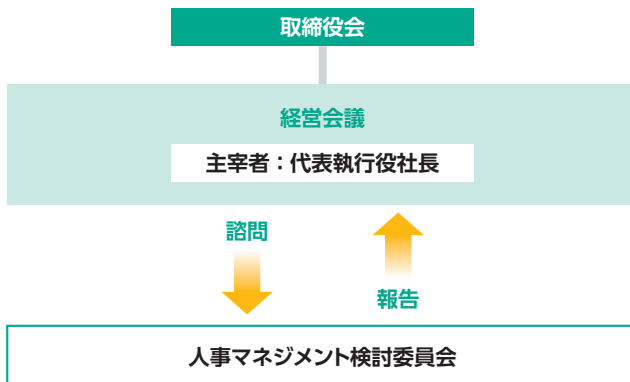 取締役会
経営会議
主宰者：代表執行役社長
諮問
報告
人事マネジメント検討委員会